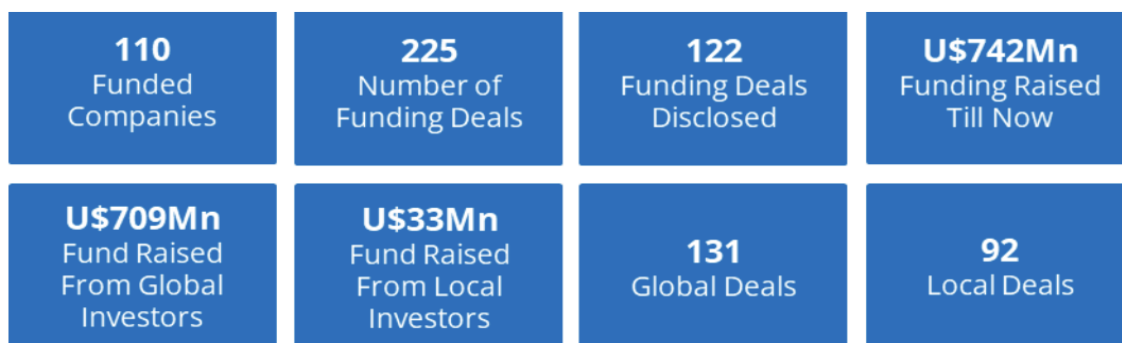 110
Funded
Companies
225
Number of
Funding Deals
122
Funding Deals
Disclosed
U$742Mn
Funding Raised
Till Now
U$709Mn
Fund Raised
From Global
Investors
U$33Mn
Fund Raised
From Local
Investors
131
Global Deals
92
Local Deals